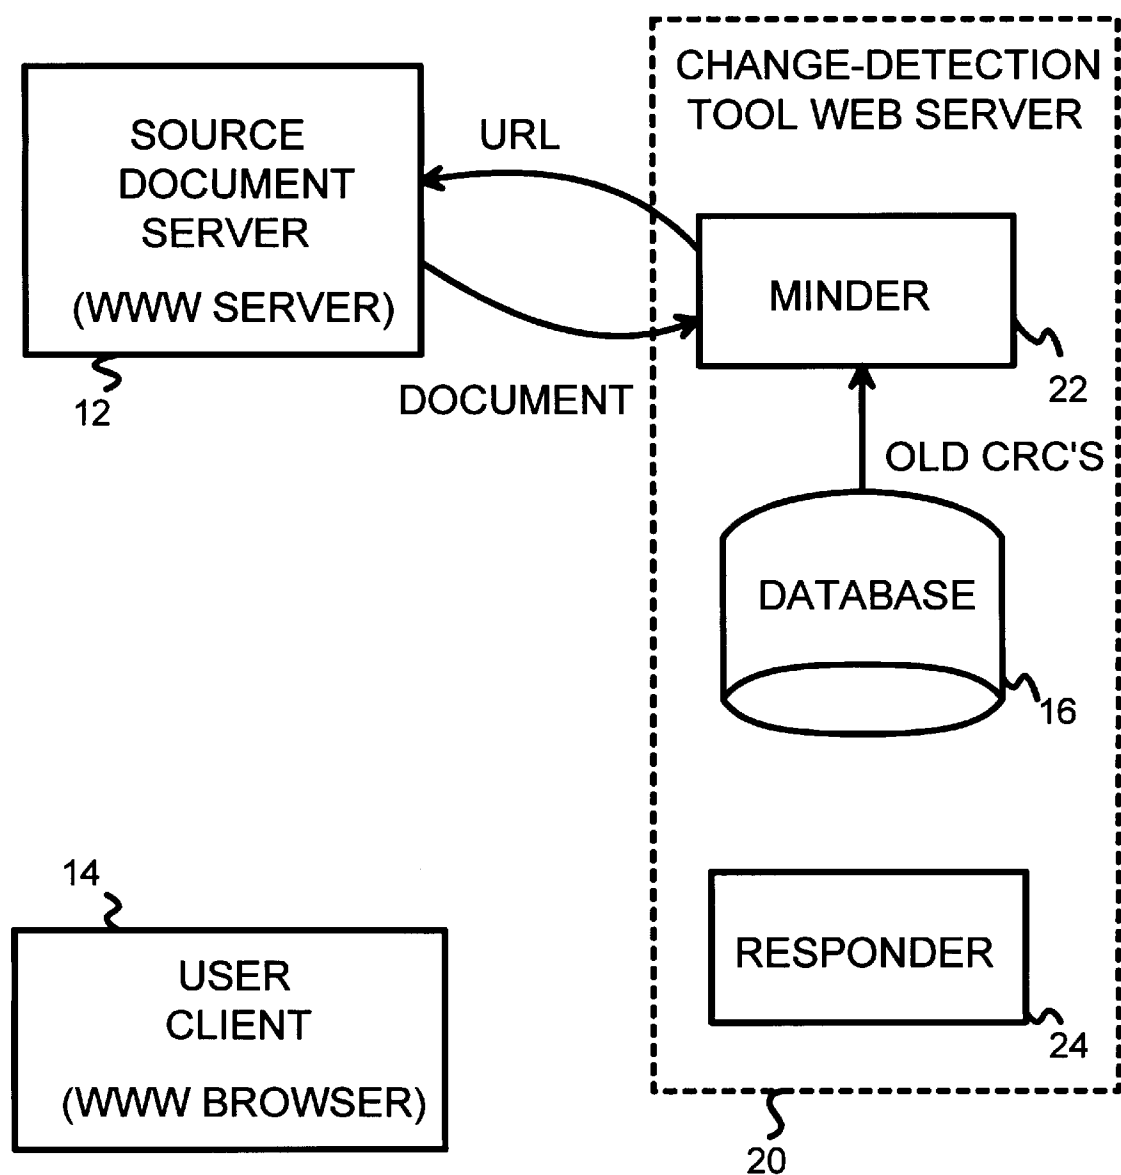 CHANGE-DETECTION
TOOL WEB SERVER
SOURCE
DOCUMENT
SERVER
(WWW SERVER)
12
URL
DOCUMENT
MINDER
22
OLD CRC'S
DATABASE
16
14
USER
CLIENT
(WWW BROWSER)
RESPONDER
24
20